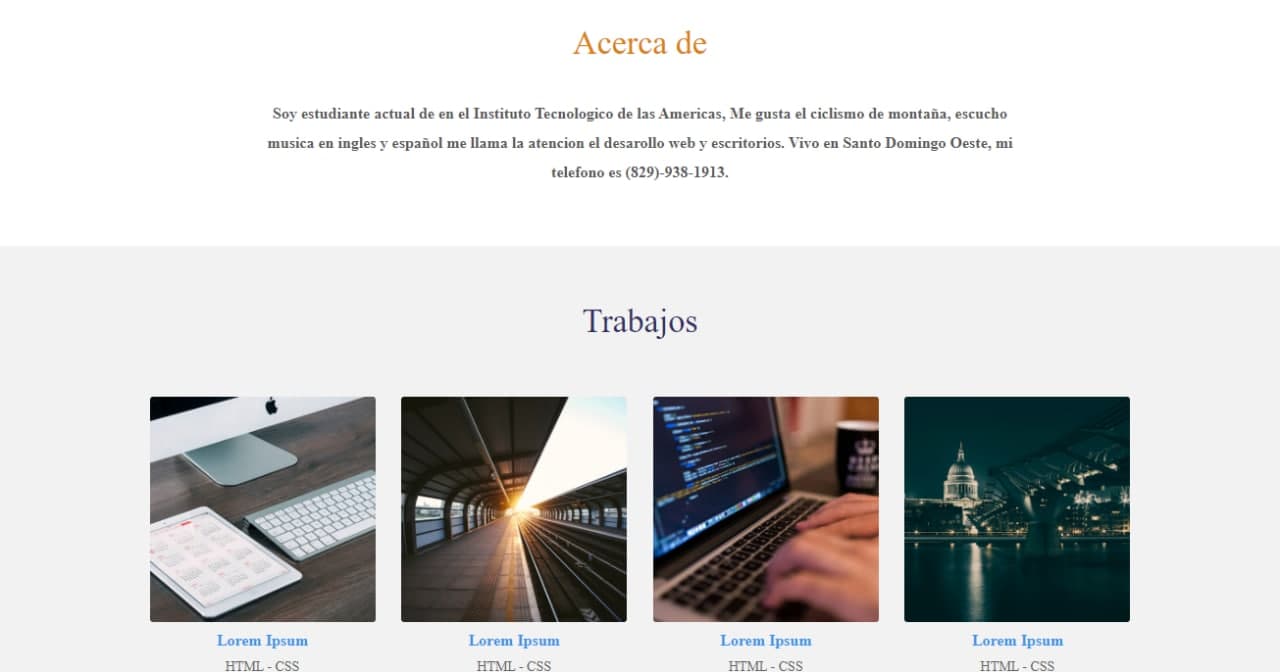 Acerca de
Soy estudiante actual de en el Instituto Tecnologico de las Americas, Me gusta el ciclismo de montaña, escucho
musica en ingles y español me llama la atencion el desarollo web y escritorios. Vivo en Santo Domingo Oeste, mi
telefono es (829)-938-1913.
Trabajos
Lorem Ipsum
HTML - CSS
Lorem Ipsum
HTML - CSS
Lorem Ipsum
HTML - CSS
Lorem Ipsum
HTML - CSS